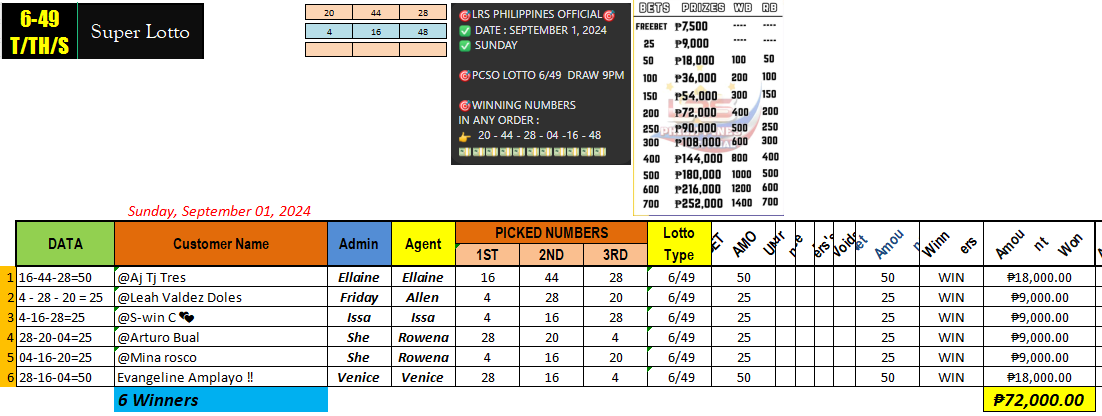 6-49
T/TH/S
Super Lotto
20 44 28
4 16 48
🎯LRS PHILIPPINES OFFICIAL🎯
✅ DATE : SEPTEMBER 1, 2024
✅ SUNDAY
🎯PCSO LOTTO 6/49 DRAW 9PM
🎯WINNING NUMBERS
IN ANY ORDER :
👉 20 - 44 - 28 - 04 -16 - 48
💵💵💵💵💵💵💵💵💵💵💵
BETS PRIZES WB RB
FREEBET ₱7,500 ---- ----
25 ₱9,000 ---- ----
50 ₱18,000 100 50
100 ₱36,000 200 100
150 ₱54,000 300 150
200 ₱72,000 400 200
250 ₱90,000 500 250
300 ₱108,000 600 300
400 ₱144,000 800 400
500 ₱180,000 1000 500
600 ₱216,000 1200 600
700 ₱252,000 1400 700
Sunday, September 01, 2024
DATA Customer Name Admin Agent PICKED NUMBERS Lotto Type AMO Void Amou n Winn ers Amou nt Won
1ST 2ND 3RD
1 16-44-28=50 @Aj Tj Tres Ellaine Ellaine 16 44 28 6/49 50 50 WIN ₱18,000.00
2 4 - 28 - 20 = 25 @Leah Valdez Doles Friday Allen 4 28 20 6/49 25 25 WIN ₱9,000.00
3 4-16-28=25 @S-win C 🖤 Issa Issa 4 16 28 6/49 25 25 WIN ₱9,000.00
4 28-20-04=25 @Arturo Bual She Rowena 28 20 4 6/49 25 25 WIN ₱9,000.00
5 04-16-20=25 @Mina rosco She Rowena 4 16 20 6/49 25 25 WIN ₱9,000.00
6 28-16-04=50 Evangeline Amplayo ‼ Venice Venice 28 16 4 6/49 50 50 WIN ₱18,000.00
6 Winners ₱72,000.00